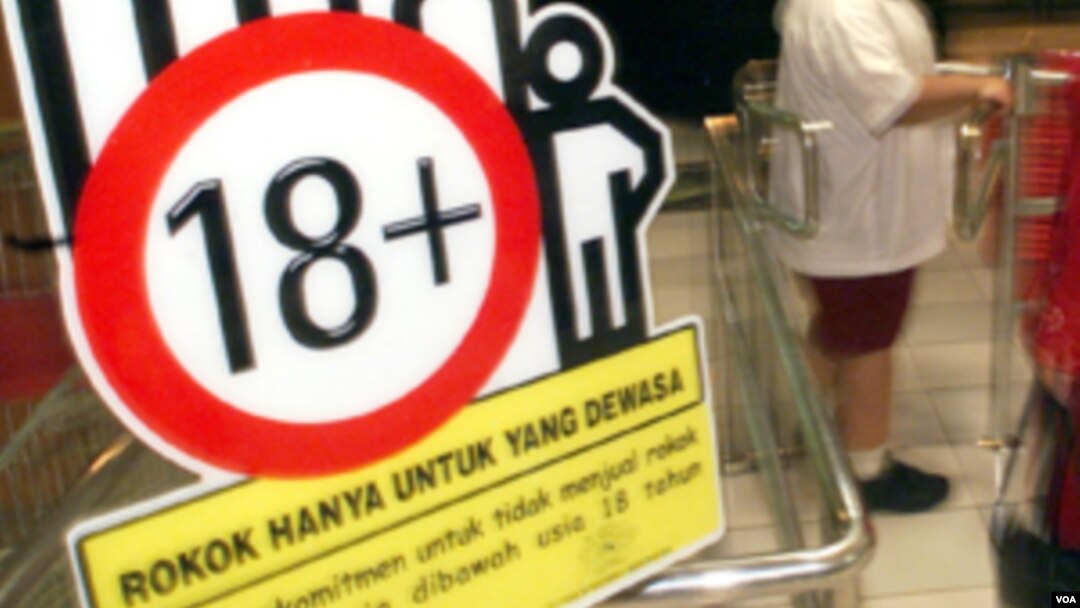 18+
ROKOK HANYA UNTUK YANG DEWASA
komitmen untuk tidak menjual rokok
dibawah usia 18 tahun
VOA